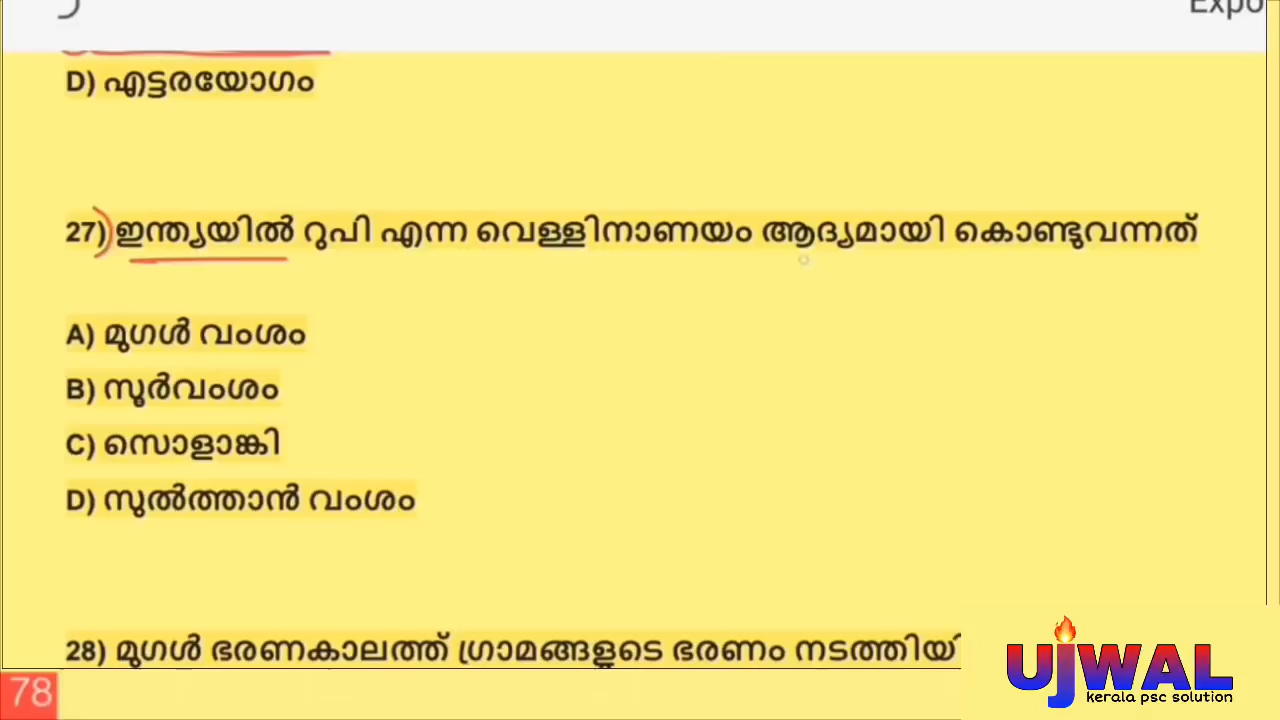 Expo
D) എട്ടരയോഗം
27) ഇന്ത്യയിൽ റുപി എന്ന വെള്ളിനാണയം ആദ്യമായി കൊണ്ടുവന്നത്
A) മുഗൾ വംശം
B) സൂർവംശം
C) സൊളാങ്കി
D) സുൽത്താൻ വംശം
28) മുഗൾ ഭരണകാലത്ത് ഗ്രാമങ്ങളുടെ ഭരണം നടത്തിയി
78
UJWAL
kerala psc solution